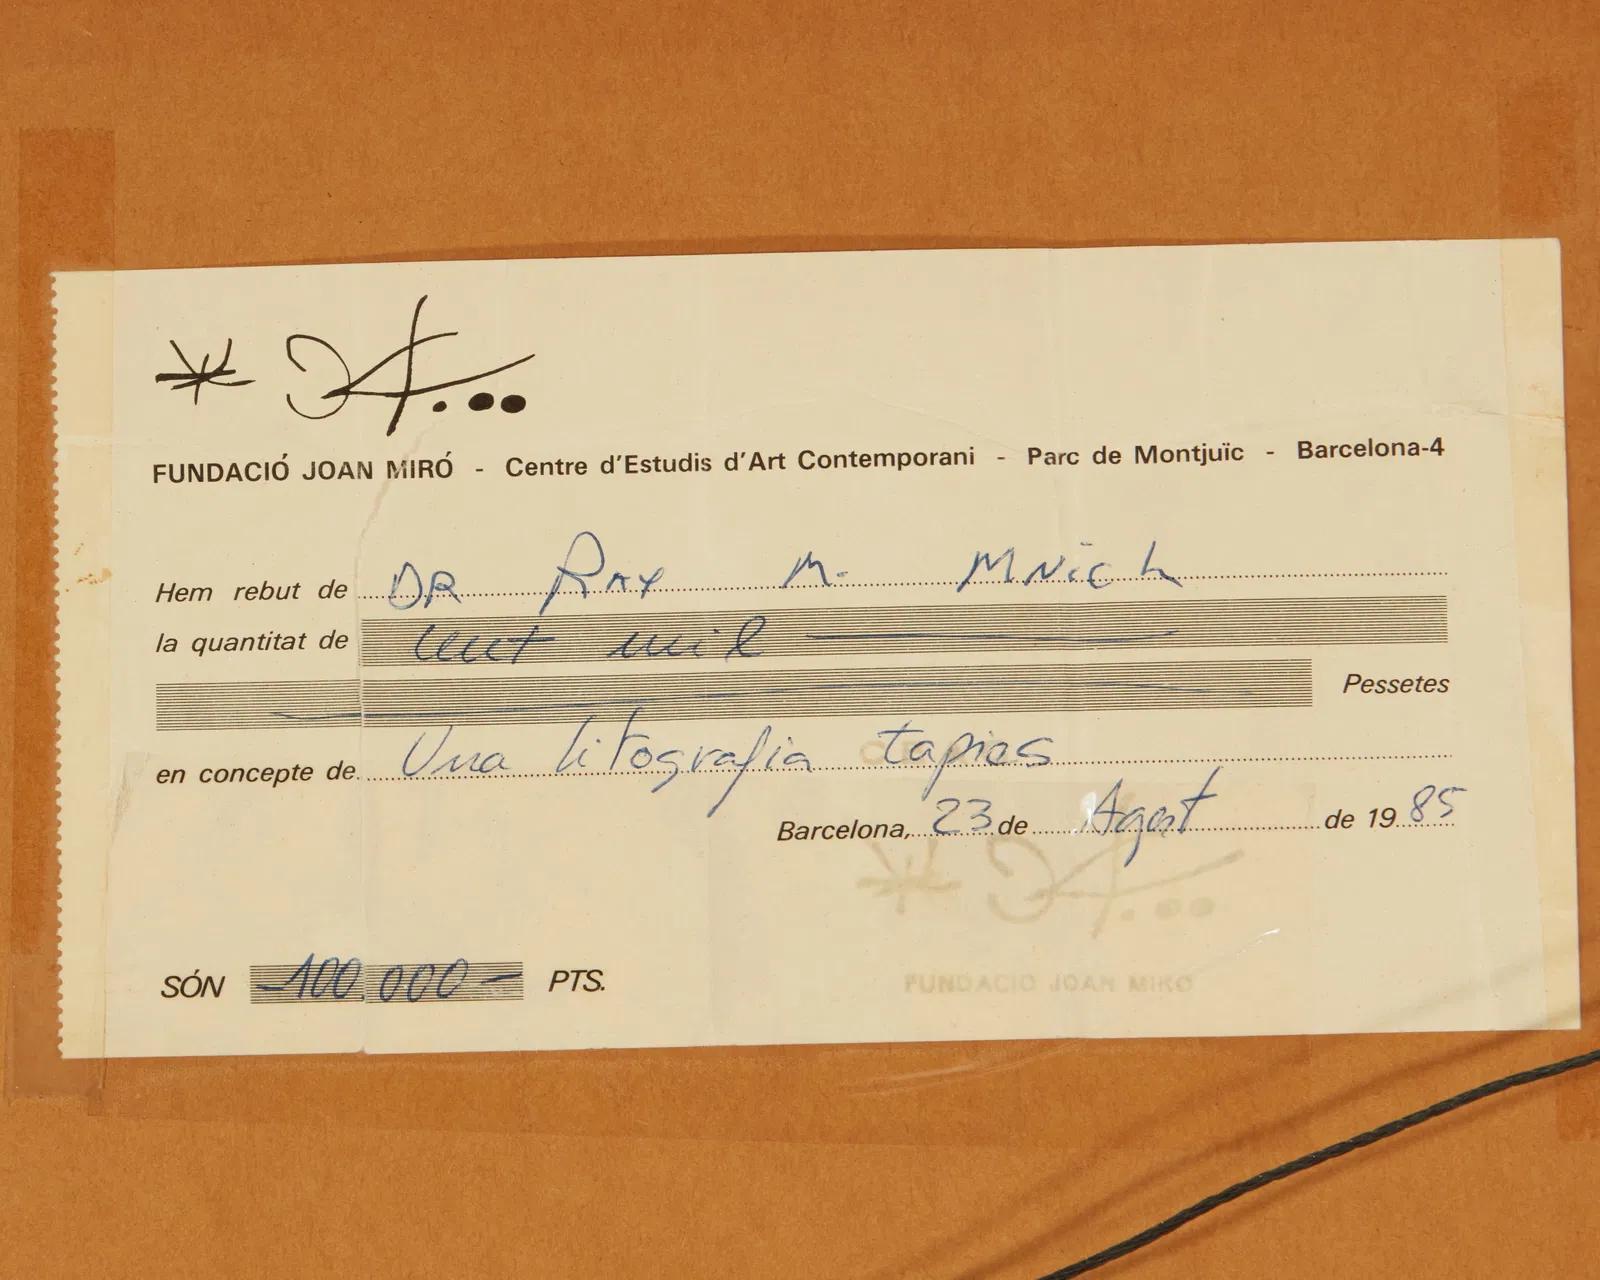 FUNDACIÓ JOAN MIRÓ - Centre d'Estudis d'Art Contemporani - Parc de Montjuïc - Barcelona-4
Hem rebut de DR Ray M. MNich
la quantitat de Cent mil
Pessetes
en concepte de Una litografia tapies
Barcelona, 23 de Agost de 1985
SÓN 100.000 PTS.
FUNDACIO JOAN MIRO